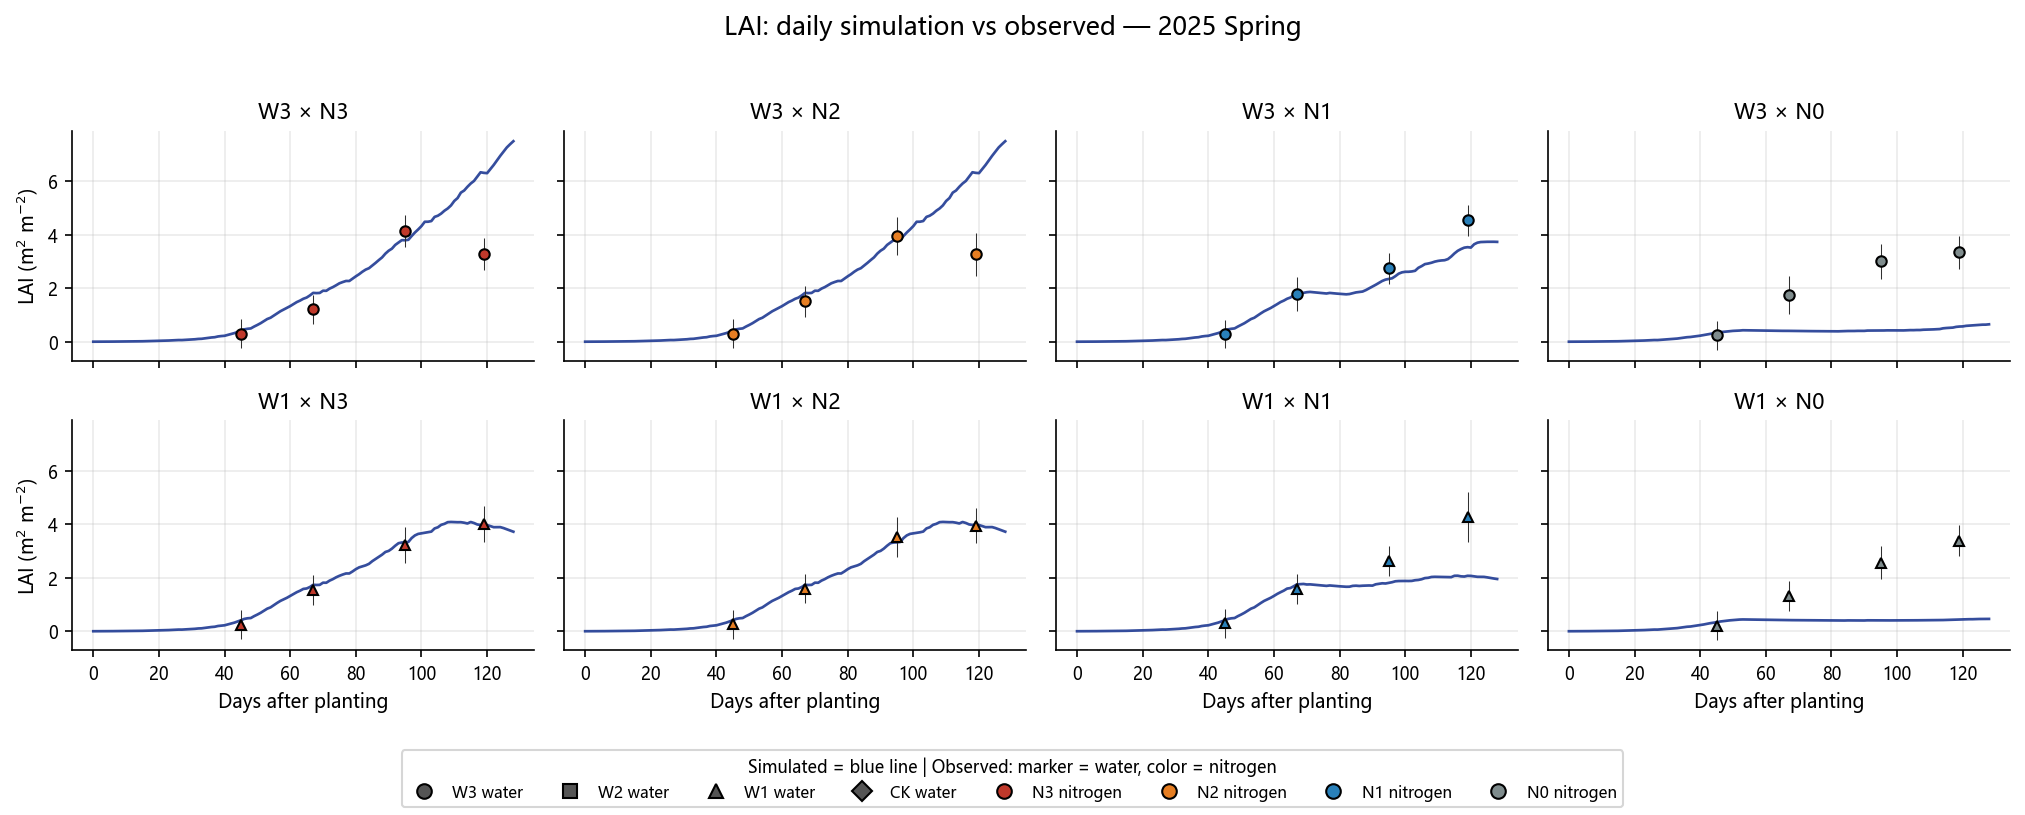 LAI: daily simulation vs observed — 2025 Spring
W3 × N3
W3 × N2
W3 × N1
W3 × N0
LAI (m² m⁻²)
6
4
2
0
W1 × N3
W1 × N2
W1 × N1
W1 × N0
LAI (m² m⁻²)
6
4
2
0
0 20 40 60 80 100 120
0 20 40 60 80 100 120
0 20 40 60 80 100 120
0 20 40 60 80 100 120
Days after planting
Days after planting
Days after planting
Days after planting
Simulated = blue line | Observed: marker = water, color = nitrogen
W3 water W2 water W1 water CK water N3 nitrogen N2 nitrogen N1 nitrogen N0 nitrogen